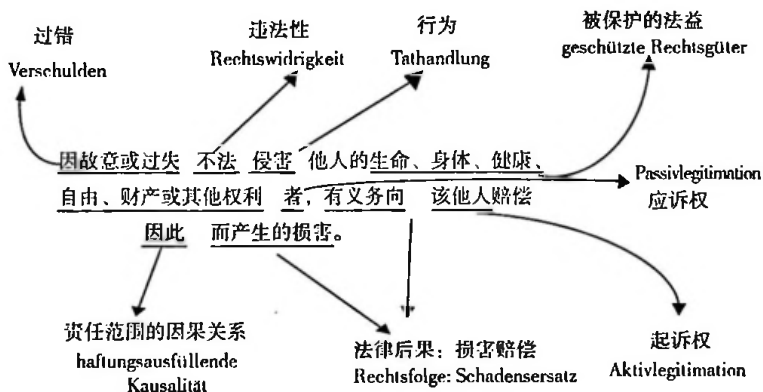 过错
Verschulden
违法性
Rechtswidrigkeit
行为
Tathandlung
被保护的法益
geschützte Rechtsgüter
因故意或过失 不法 侵害 他人的生命、身体、健康、
自由、财产或其他权利 者，有义务向 该他人赔偿
因此 而产生的损害。
Passivlegitimation
应诉权
责任范围的因果关系
haftungsausfüllende
Kausalität
法律后果：损害赔偿
Rechtsfolge: Schadensersatz
起诉权
Aktivlegitimation